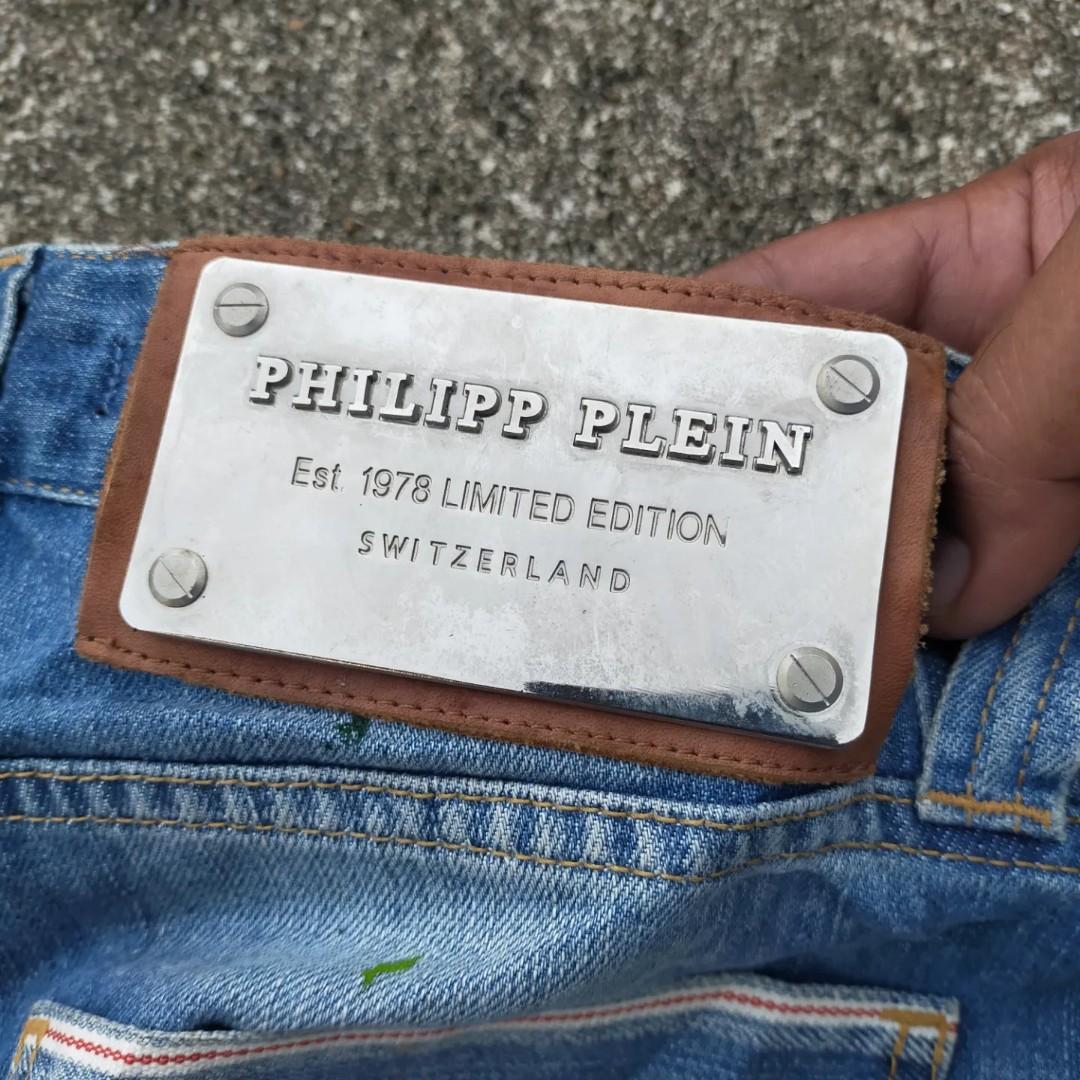 PHILIPP PLEIN
Est. 1978 LIMITED EDITION
SWITZERLAND